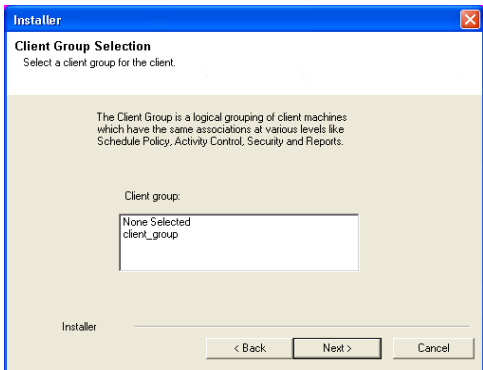 Installer
Client Group Selection
Select a client group for the client.
The Client Group is a logical grouping of client machines
which have the same associations at various levels like
Schedule Policy, Activity Control, Security and Reports.
Client group:
None Selected
client_group
Installer
< Back Next > Cancel